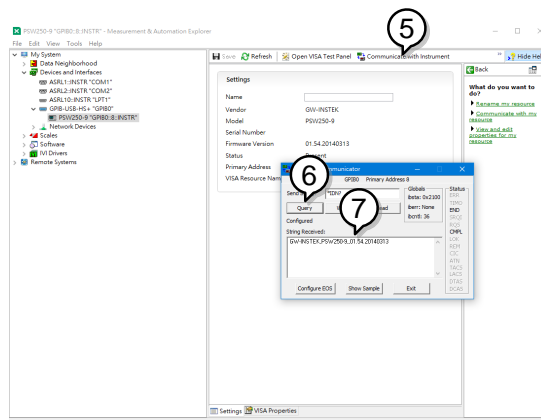 PSW250-9 "GPIB0::8::INSTR" - Measurement & Automation Explorer
File Edit View Tools Help
My System
Data Neighborhood
Devices and Interfaces
ASRL1::INSTR "COM1"
ASRL2::INSTR "COM2"
ASRL10::INSTR "LPT1"
GPIB-USB-HS+ "GPIB0"
PSW250-9 "GPIB0::8::INSTR"
Network Devices
Scales
Software
IVI Drivers
Remote Systems
5
Save Refresh Open VISA Test Panel Communicate with Instrument
Hide Hel
Settings
Name
Vendor GW-INSTEK
Model PSW250-9
Serial Number
Firmware Version 01.54.20140313
Status
Primary Address
VISA Resource Nam
Back
What do you want to
do?
Rename my resource
Communicate with my
resource
View and edit
properties for my
resource
6
7
GPIB0 Primary Address 8
Send *IDN?
Query
Configured
String Received:
GW-INSTEK,PSW250-9,,01.54.20140313
Configure EOS Show Sample Exit
Globals
ibsta: 0x2100
iberr: None
ibcntl: 36
Status
ERR
TIMO
END
SRQI
RQS
CMPL
LOK
REM
CIC
ATN
TACS
LACS
DTAS
DCAS
Settings VISA Properties